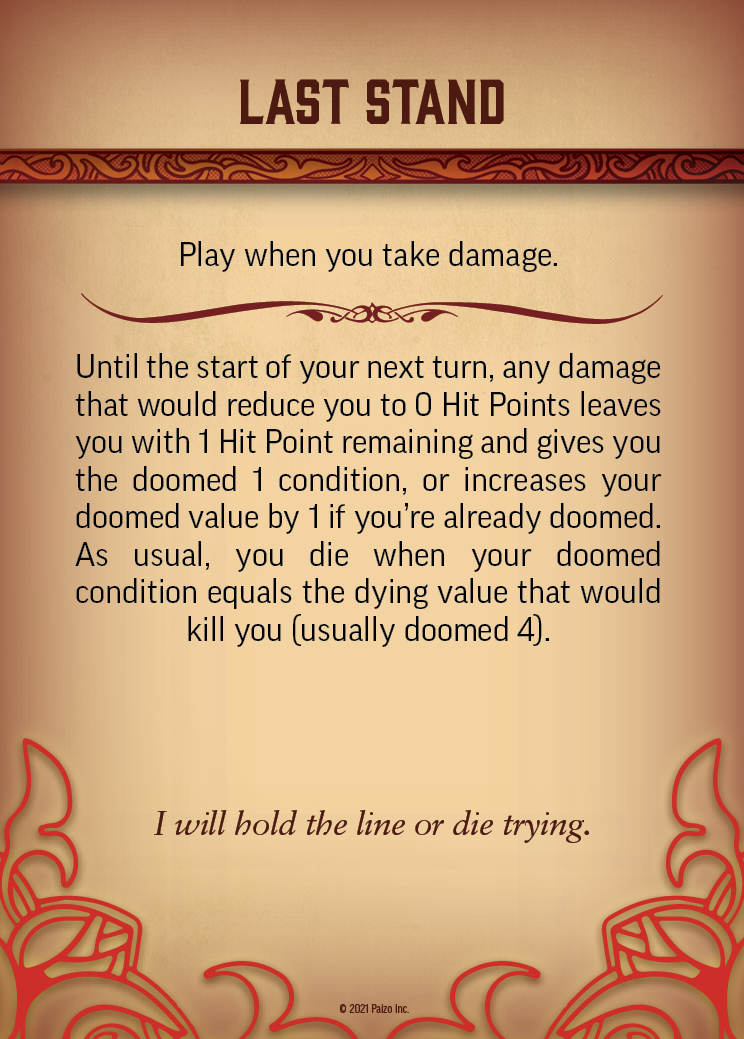 LAST STAND
Play when you take damage.
Until the start of your next turn, any damage
that would reduce you to 0 Hit Points leaves
you with 1 Hit Point remaining and gives you
the doomed 1 condition, or increases your
doomed value by 1 if you’re already doomed.
As usual, you die when your doomed
condition equals the dying value that would
kill you (usually doomed 4).
I will hold the line or die trying.
© 2021 Paizo Inc.